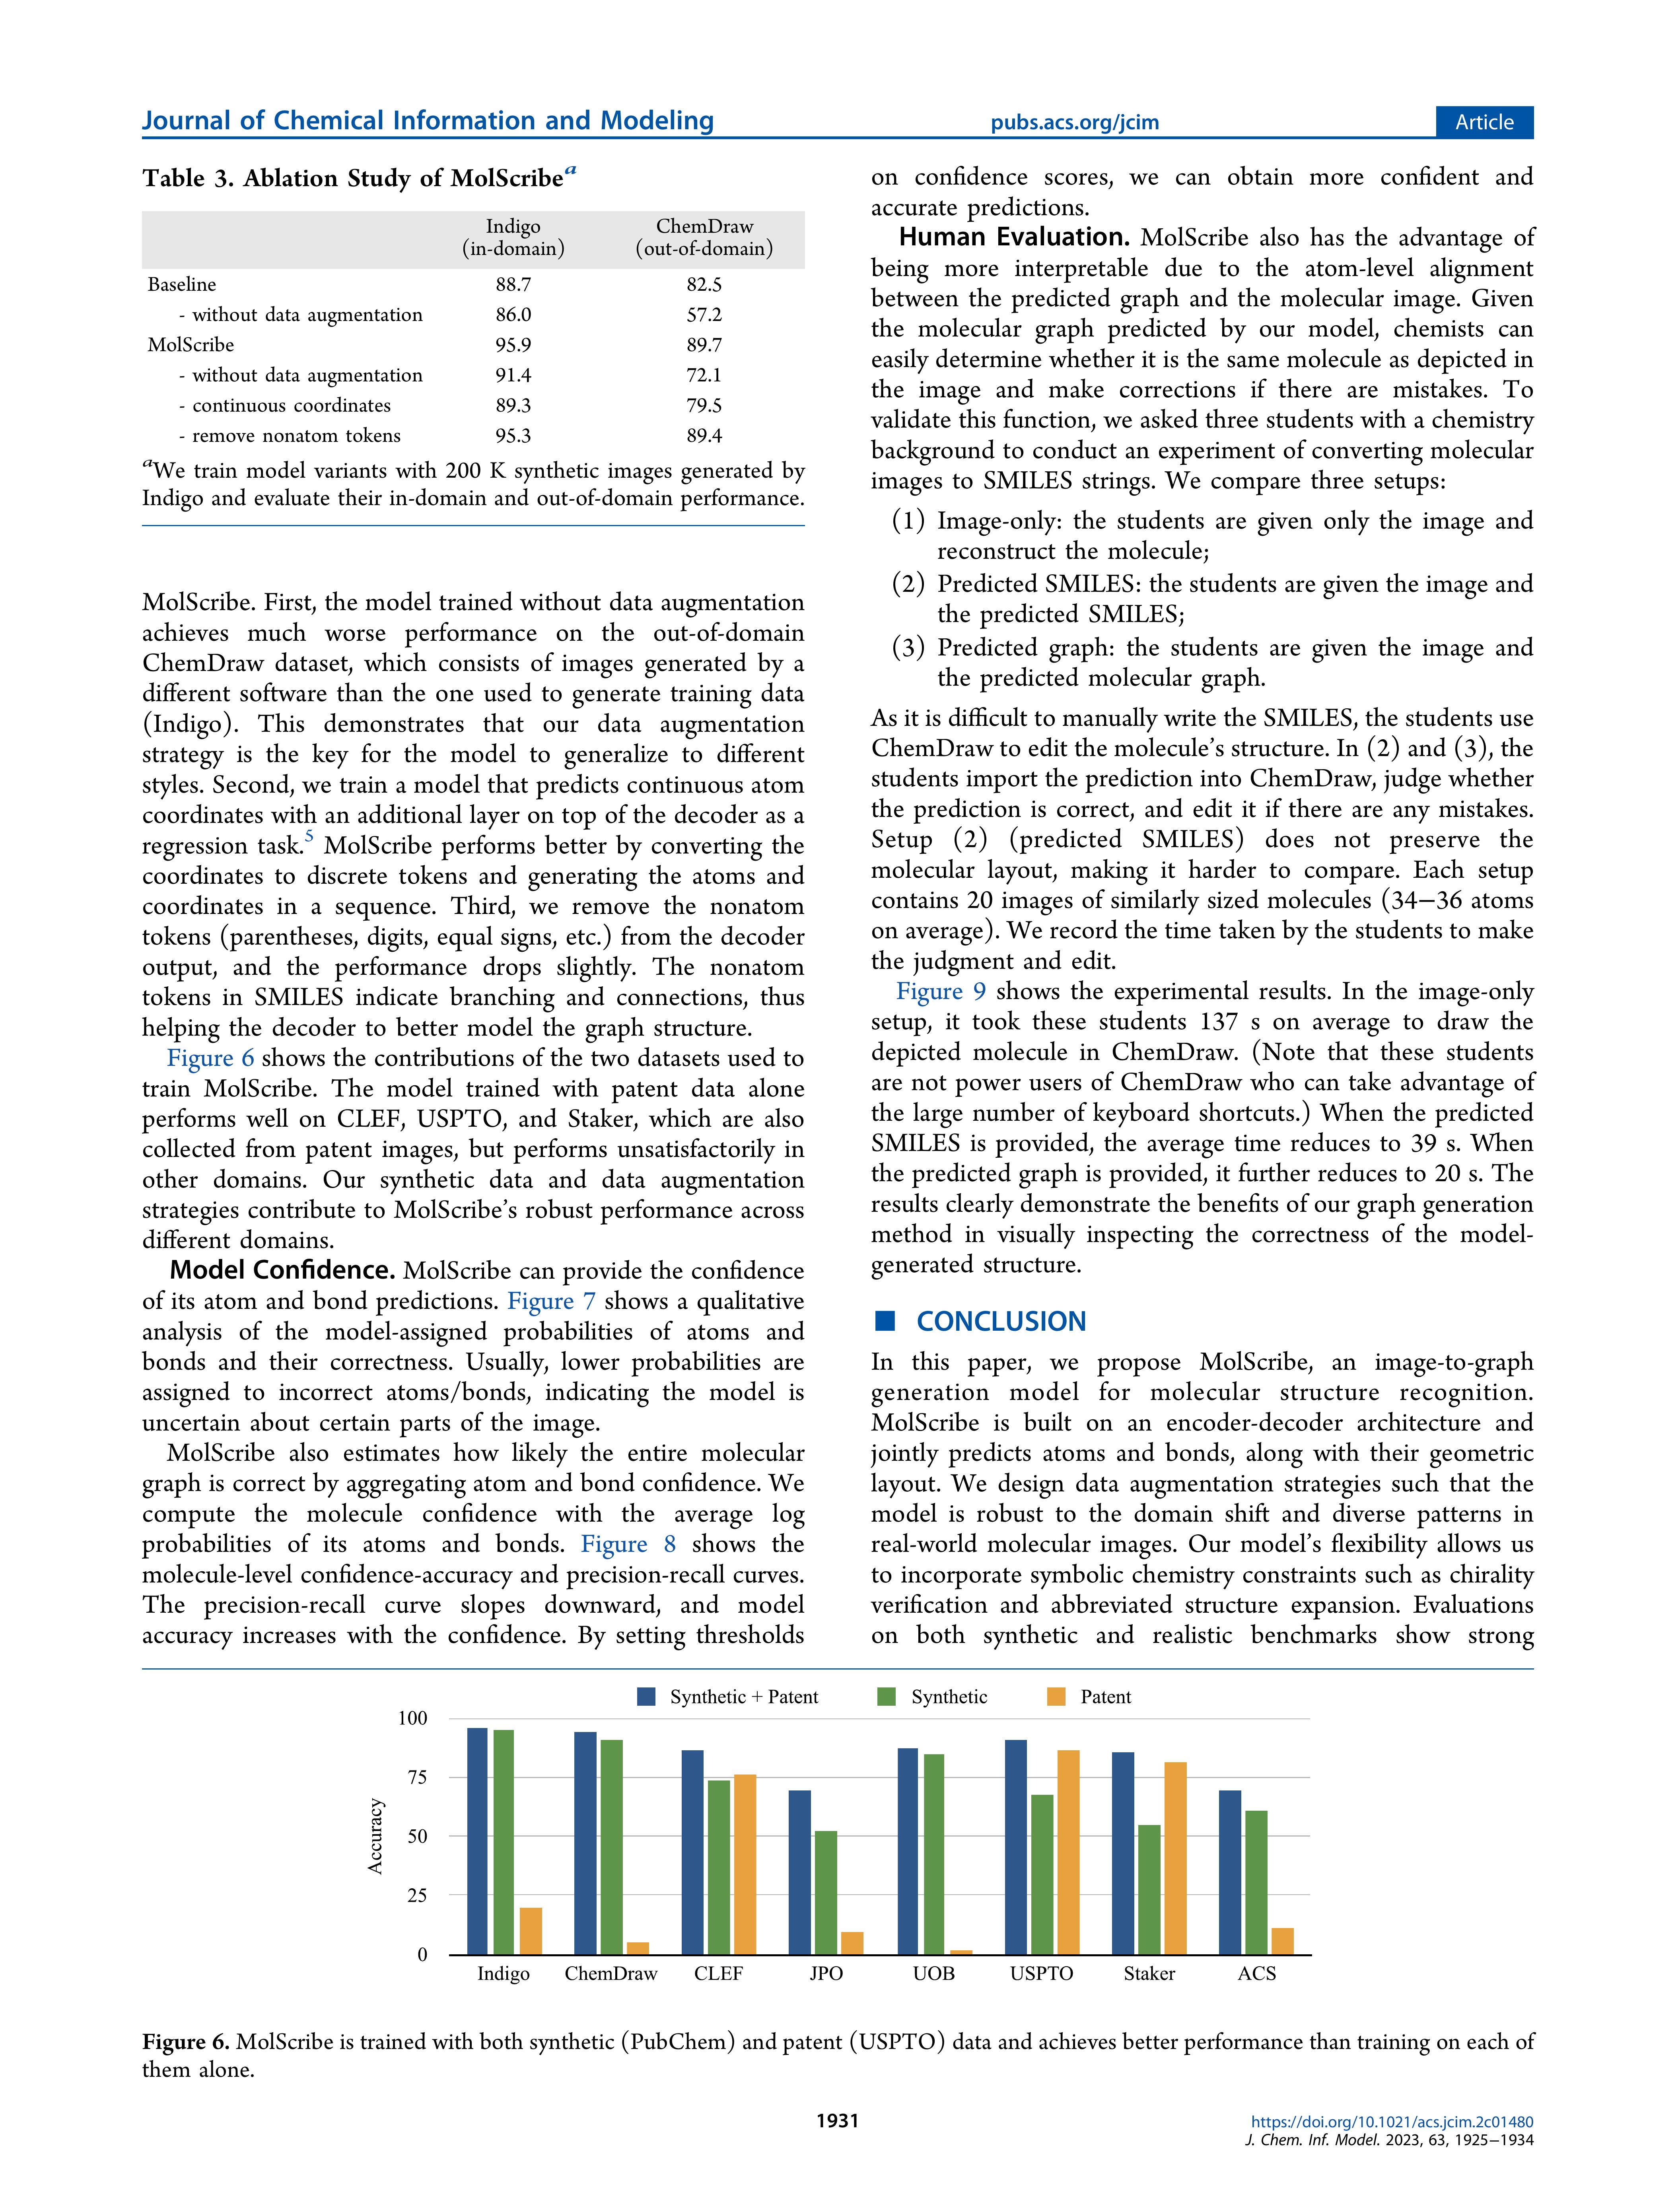 Journal of Chemical Information and Modeling
pubs.acs.org/jcim
Article
Table 3. Ablation Study of MolScribe^a
Indigo (in-domain) ChemDraw (out-of-domain)
Baseline 88.7 82.5
- without data augmentation 86.0 57.2
MolScribe 95.9 89.7
- without data augmentation 91.4 72.1
- continuous coordinates 89.3 79.5
- remove nonatom tokens 95.3 89.4
^aWe train model variants with 200 K synthetic images generated by
Indigo and evaluate their in-domain and out-of-domain performance.
MolScribe. First, the model trained without data augmentation
achieves much worse performance on the out-of-domain
ChemDraw dataset, which consists of images generated by a
different software than the one used to generate training data
(Indigo). This demonstrates that our data augmentation
strategy is the key for the model to generalize to different
styles. Second, we train a model that predicts continuous atom
coordinates with an additional layer on top of the decoder as a
regression task.^5 MolScribe performs better by converting the
coordinates to discrete tokens and generating the atoms and
coordinates in a sequence. Third, we remove the nonatom
tokens (parentheses, digits, equal signs, etc.) from the decoder
output, and the performance drops slightly. The nonatom
tokens in SMILES indicate branching and connections, thus
helping the decoder to better model the graph structure.
Figure 6 shows the contributions of the two datasets used to
train MolScribe. The model trained with patent data alone
performs well on CLEF, USPTO, and Staker, which are also
collected from patent images, but performs unsatisfactorily in
other domains. Our synthetic data and data augmentation
strategies contribute to MolScribe's robust performance across
different domains.
Model Confidence. MolScribe can provide the confidence
of its atom and bond predictions. Figure 7 shows a qualitative
analysis of the model-assigned probabilities of atoms and
bonds and their correctness. Usually, lower probabilities are
assigned to incorrect atoms/bonds, indicating the model is
uncertain about certain parts of the image.
MolScribe also estimates how likely the entire molecular
graph is correct by aggregating atom and bond confidence. We
compute the molecule confidence with the average log
probabilities of its atoms and bonds. Figure 8 shows the
molecule-level confidence-accuracy and precision-recall curves.
The precision-recall curve slopes downward, and model
accuracy increases with the confidence. By setting thresholds
on confidence scores, we can obtain more confident and
accurate predictions.
Human Evaluation. MolScribe also has the advantage of
being more interpretable due to the atom-level alignment
between the predicted graph and the molecular image. Given
the molecular graph predicted by our model, chemists can
easily determine whether it is the same molecule as depicted in
the image and make corrections if there are mistakes. To
validate this function, we asked three students with a chemistry
background to conduct an experiment of converting molecular
images to SMILES strings. We compare three setups:
(1) Image-only: the students are given only the image and
reconstruct the molecule;
(2) Predicted SMILES: the students are given the image and
the predicted SMILES;
(3) Predicted graph: the students are given the image and
the predicted molecular graph.
As it is difficult to manually write the SMILES, the students use
ChemDraw to edit the molecule's structure. In (2) and (3), the
students import the prediction into ChemDraw, judge whether
the prediction is correct, and edit it if there are any mistakes.
Setup (2) (predicted SMILES) does not preserve the
molecular layout, making it harder to compare. Each setup
contains 20 images of similarly sized molecules (34−36 atoms
on average). We record the time taken by the students to make
the judgment and edit.
Figure 9 shows the experimental results. In the image-only
setup, it took these students 137 s on average to draw the
depicted molecule in ChemDraw. (Note that these students
are not power users of ChemDraw who can take advantage of
the large number of keyboard shortcuts.) When the predicted
SMILES is provided, the average time reduces to 39 s. When
the predicted graph is provided, it further reduces to 20 s. The
results clearly demonstrate the benefits of our graph generation
method in visually inspecting the correctness of the model-
generated structure.
■ CONCLUSION
In this paper, we propose MolScribe, an image-to-graph
generation model for molecular structure recognition.
MolScribe is built on an encoder-decoder architecture and
jointly predicts atoms and bonds, along with their geometric
layout. We design data augmentation strategies such that the
model is robust to the domain shift and diverse patterns in
real-world molecular images. Our model's flexibility allows us
to incorporate symbolic chemistry constraints such as chirality
verification and abbreviated structure expansion. Evaluations
on both synthetic and realistic benchmarks show strong
Synthetic + Patent Synthetic Patent
100
75
50
25
0
Accuracy
Indigo ChemDraw CLEF JPO UOB USPTO Staker ACS
Figure 6. MolScribe is trained with both synthetic (PubChem) and patent (USPTO) data and achieves better performance than training on each of
them alone.
1931
https://doi.org/10.1021/acs.jcim.2c01480
J. Chem. Inf. Model. 2023, 63, 1925−1934